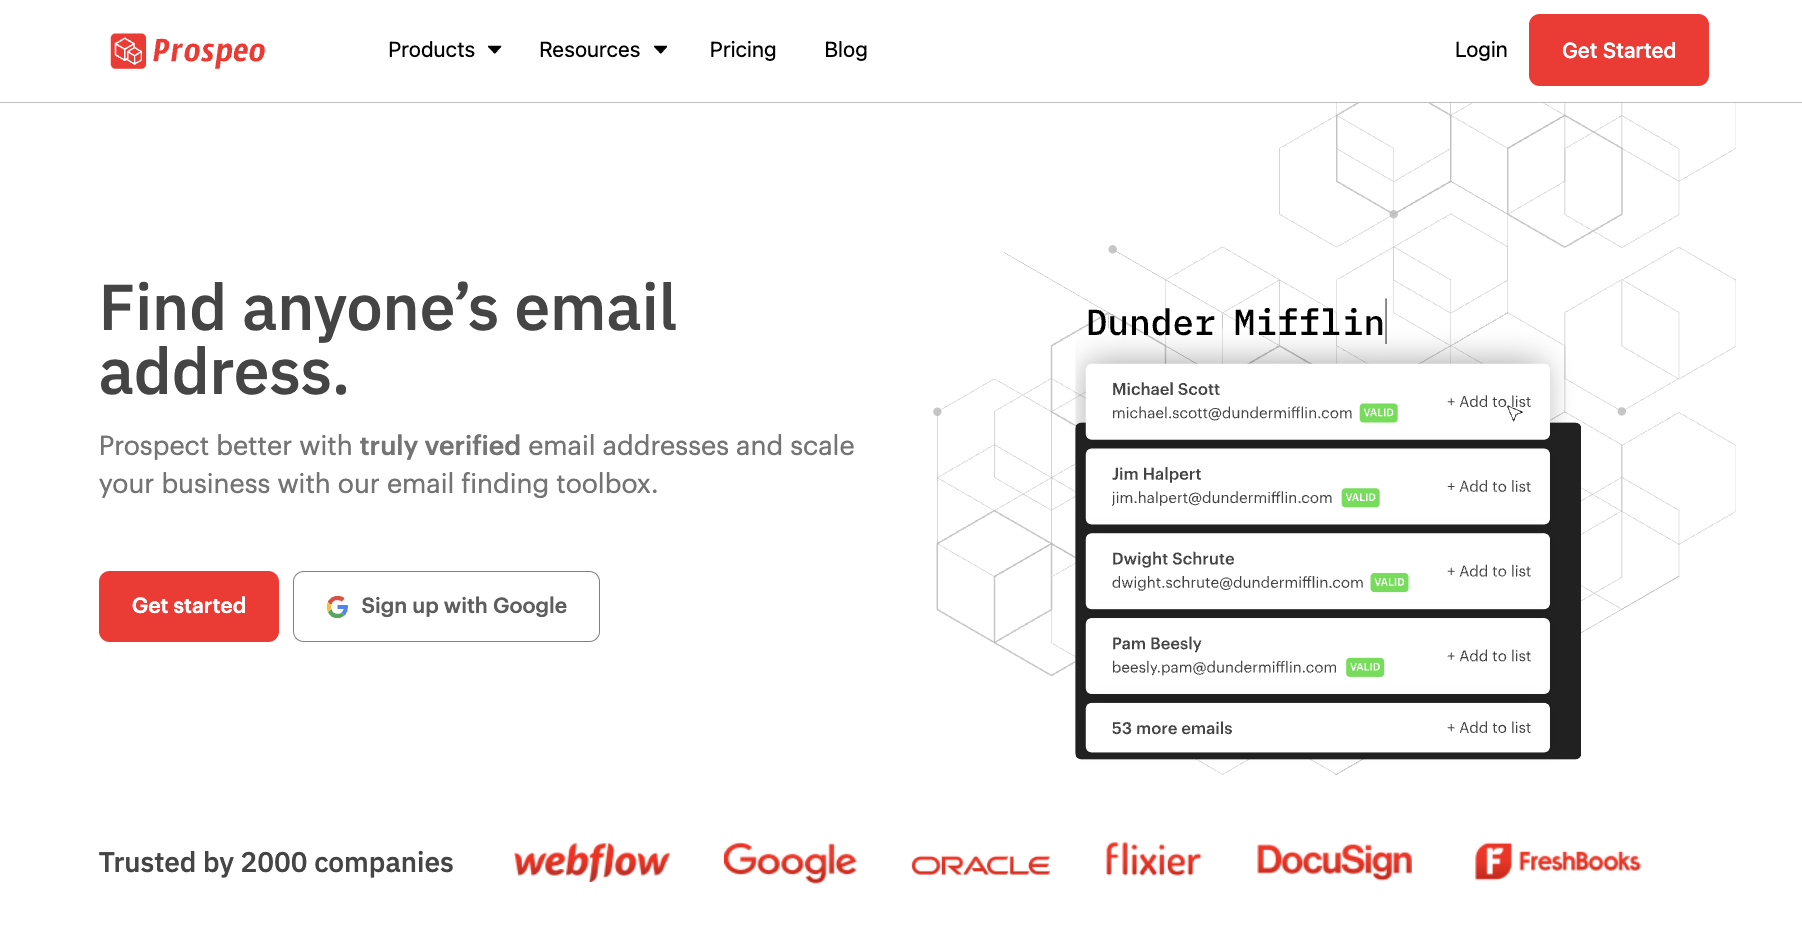 Prospeo
Products
Resources
Pricing
Blog
Login
Get Started
Find anyone’s email
address.
Prospect better with truly verified email addresses and scale
your business with our email finding toolbox.
Get started
Sign up with Google
Dunder Mifflin
Michael Scott
michael.scott@dundermifflin.com VALID
+ Add to list
Jim Halpert
jim.halpert@dundermifflin.com VALID
+ Add to list
Dwight Schrute
dwight.schrute@dundermifflin.com VALID
+ Add to list
Pam Beesly
beesly.pam@dundermifflin.com VALID
+ Add to list
53 more emails
+ Add to list
Trusted by 2000 companies
webflow
Google
ORACLE
flixier
DocuSign
FreshBooks